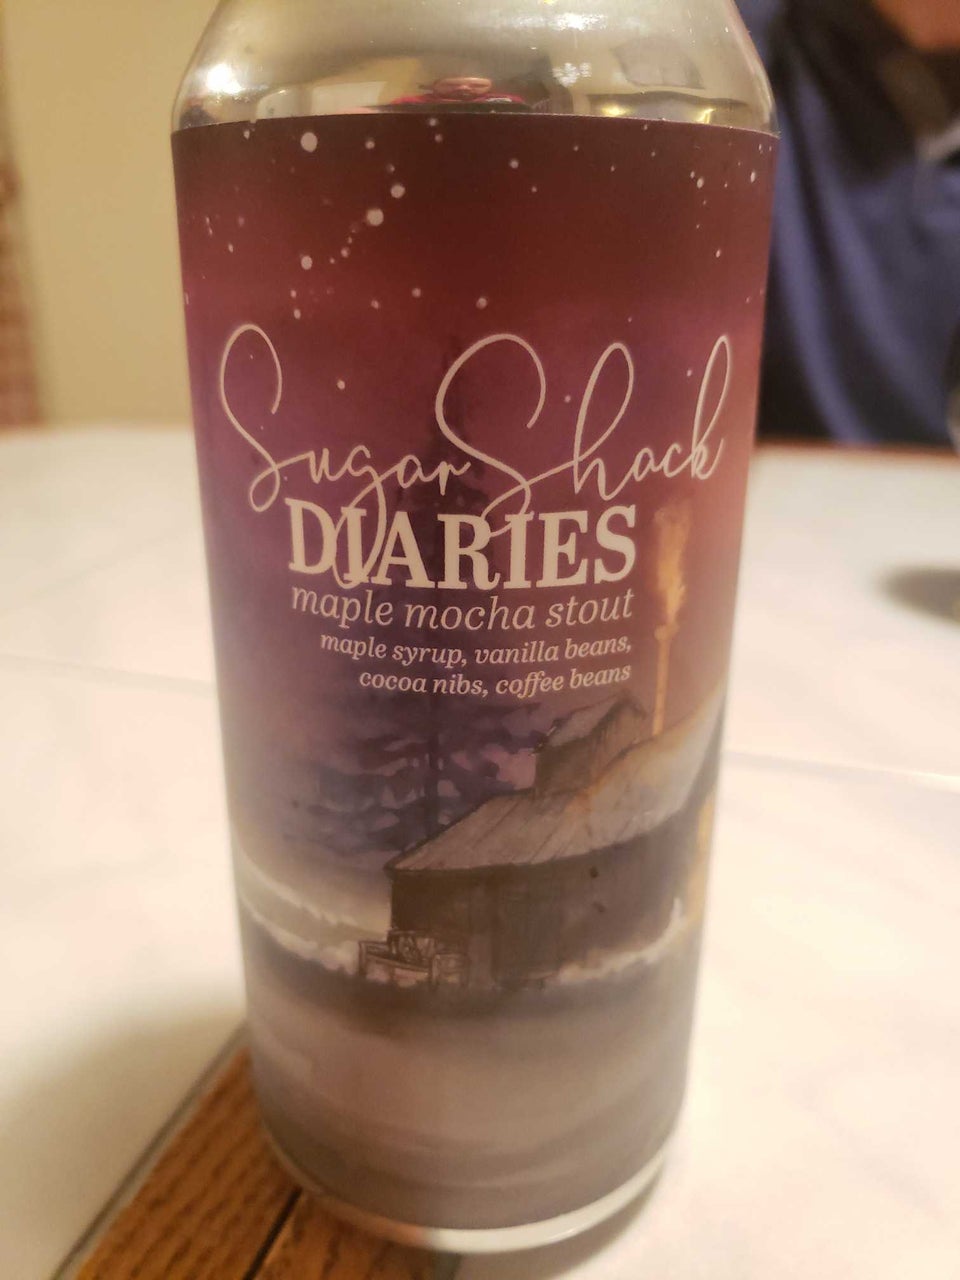 Sugar Shack
DIARIES
maple mocha stout
maple syrup, vanilla beans,
cocoa nibs, coffee beans